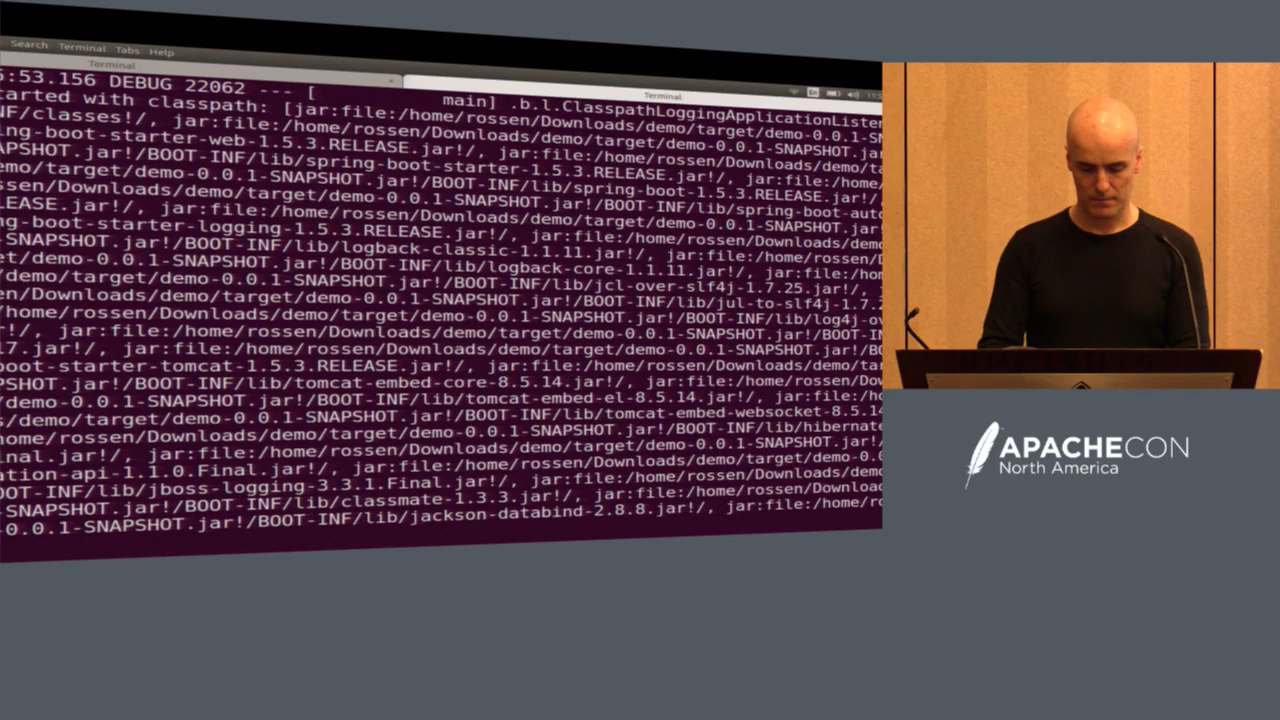 Search Terminal Tabs Help
Terminal
Terminal
En
5:53.156 DEBUG 22062 --- [ main] .b.l.ClasspathLoggingApplicationListen
tarted with classpath: [jar:file:/home/rossen/Downloads/demo/target/demo-0.0.1-SN
NF/classes!/, jar:file:/home/rossen/Downloads/demo/target/demo-0.0.1-SNAPSHOT.jar
ng-boot-starter-web-1.5.3.RELEASE.jar!/, jar:file:/home/rossen/Downloads/demo/tar
APSHOT.jar!/BOOT-INF/lib/spring-boot-starter-1.5.3.RELEASE.jar!/, jar:file:/home/
emo/target/demo-0.0.1-SNAPSHOT.jar!/BOOT-INF/lib/spring-boot-1.5.3.RELEASE.jar!/,
ssen/Downloads/demo/target/demo-0.0.1-SNAPSHOT.jar!/BOOT-INF/lib/spring-boot-auto
LEASE.jar!/, jar:file:/home/rossen/Downloads/demo/target/demo-0.0.1-SNAPSHOT.jar!
ng-boot-starter-logging-1.5.3.RELEASE.jar!/, jar:file:/home/rossen/Downloads/dem
-SNAPSHOT.jar!/BOOT-INF/lib/logback-classic-1.1.11.jar!/, jar:file:/home/rossen/D
et/demo-0.0.1-SNAPSHOT.jar!/BOOT-INF/lib/logback-core-1.1.11.jar!/, jar:file:/hom
/demo/target/demo-0.0.1-SNAPSHOT.jar!/BOOT-INF/lib/jcl-over-slf4j-1.7.25.jar!/,
en/Downloads/demo/target/demo-0.0.1-SNAPSHOT.jar!/BOOT-INF/lib/jul-to-slf4j-1.7.2
r!/, jar:file:/home/rossen/Downloads/demo/target/demo-0.0.1-SNAPSHOT.jar!/BOOT-INF/lib/log4j-ov
17.jar!/, jar:file:/home/rossen/Downloads/demo/target/demo-0.0.1-SNAPSHOT.jar!/BO
boot-starter-tomcat-1.5.3.RELEASE.jar!/, jar:file:/home/rossen/Downloads/demo/tar
PSHOT.jar!/BOOT-INF/lib/tomcat-embed-core-8.5.14.jar!/, jar:file:/home/rossen/Dow
/demo-0.0.1-SNAPSHOT.jar!/BOOT-INF/lib/tomcat-embed-el-8.5.14.jar!/, jar:file:/ho
s/demo/target/demo-0.0.1-SNAPSHOT.jar!/BOOT-INF/lib/tomcat-embed-websocket-8.5.14
home/rossen/Downloads/demo/target/demo-0.0.1-SNAPSHOT.jar!/BOOT-INF/lib/hibernate
inal.jar!/, jar:file:/home/rossen/Downloads/demo/target/demo-0.0.1-SNAPSHOT.jar!/
ation-api-1.1.0.Final.jar!/, jar:file:/home/rossen/Downloads/demo/target/demo-0.0
OOT-INF/lib/jboss-logging-3.3.1.Final.jar!/, jar:file:/home/rossen/Downloads/demo
-SNAPSHOT.jar!/BOOT-INF/lib/classmate-1.3.3.jar!/, jar:file:/home/rossen/Downloa
-0.0.1-SNAPSHOT.jar!/BOOT-INF/lib/jackson-databind-2.8.8.jar!/, jar:file:/home/ro
APACHECON
North America